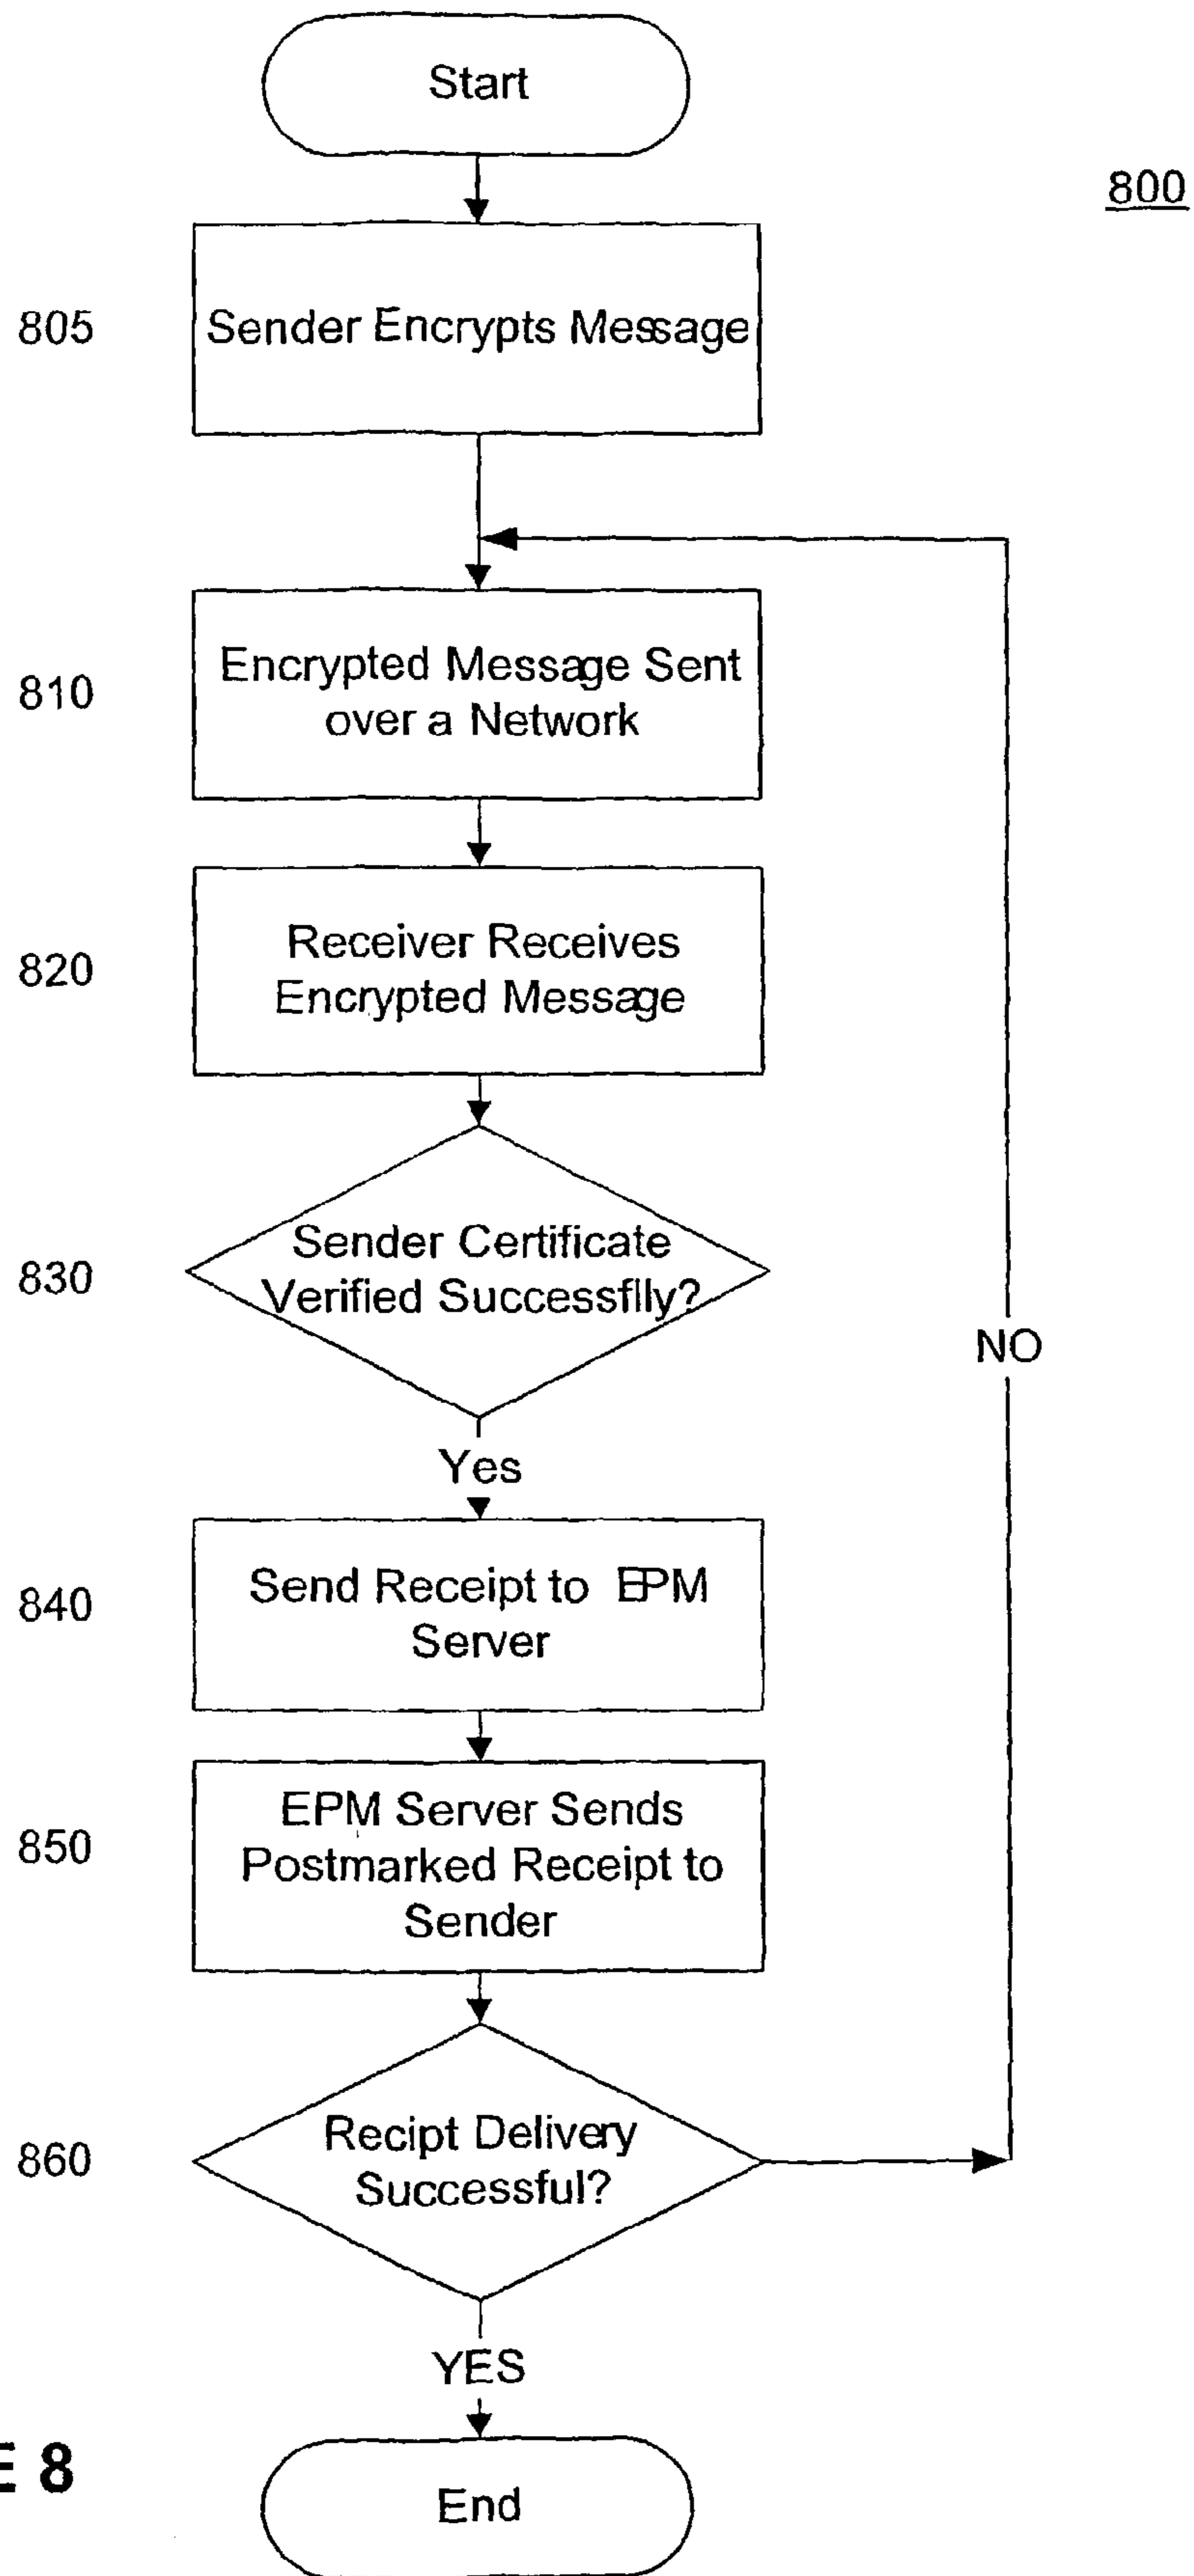 Start
800
805
Sender Encrypts Message
810
Encrypted Message Sent
over a Network
820
Receiver Receives
Encrypted Message
830
Sender Certificate
Verified Successflly?
NO
Yes
840
Send Receipt to EPM
Server
850
EPM Server Sends
Postmarked Receipt to
Sender
860
Recipt Delivery
Successful?
YES
E 8
End